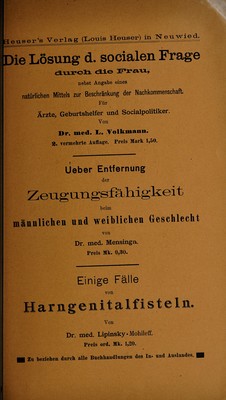 Heuser's Verlag (Louis Heuser) in Neuwied.
Die Lösung d. socialen Frage
durch die Frau,
nebst Angabe eines
natürlichen Mittels zur Beschränkung der Nachkommenschaft.
Für
Ärzte, Geburtshelfer und Socialpolitiker.
Von
Dr. med. L. Volkmann.
2. vermehrte Auflage. Preis Mark 1,50.
Ueber Entfernung
der
Zeugungsfähigkeit
beim
männlichen und weiblichen Geschlecht
von
Dr. med. Mensinga.
Preis Mk. 0,80.
Einige Fälle
von
Harngenitalfisteln.
Von
Dr. med. Lipinsky-Mohileff.
Preis ord. Mk. 1,20.
Zu beziehen durch alle Buchhandlungen des In- und Auslandes.